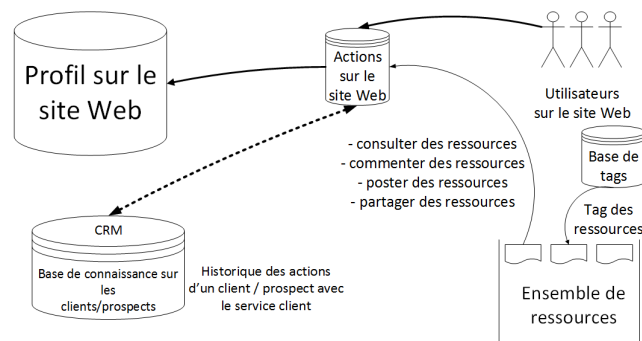 Profil sur le
site Web
Actions
sur le
site Web
Utilisateurs
sur le site Web
- consulter des ressources
- commenter des ressources
- poster des ressources
- partager des ressources
Base de
tags
Tag des
ressources
CRM
Base de connaissance sur
les
clients/prospects
Historique des actions
d'un client / prospect avec
le service client
Ensemble de
ressources